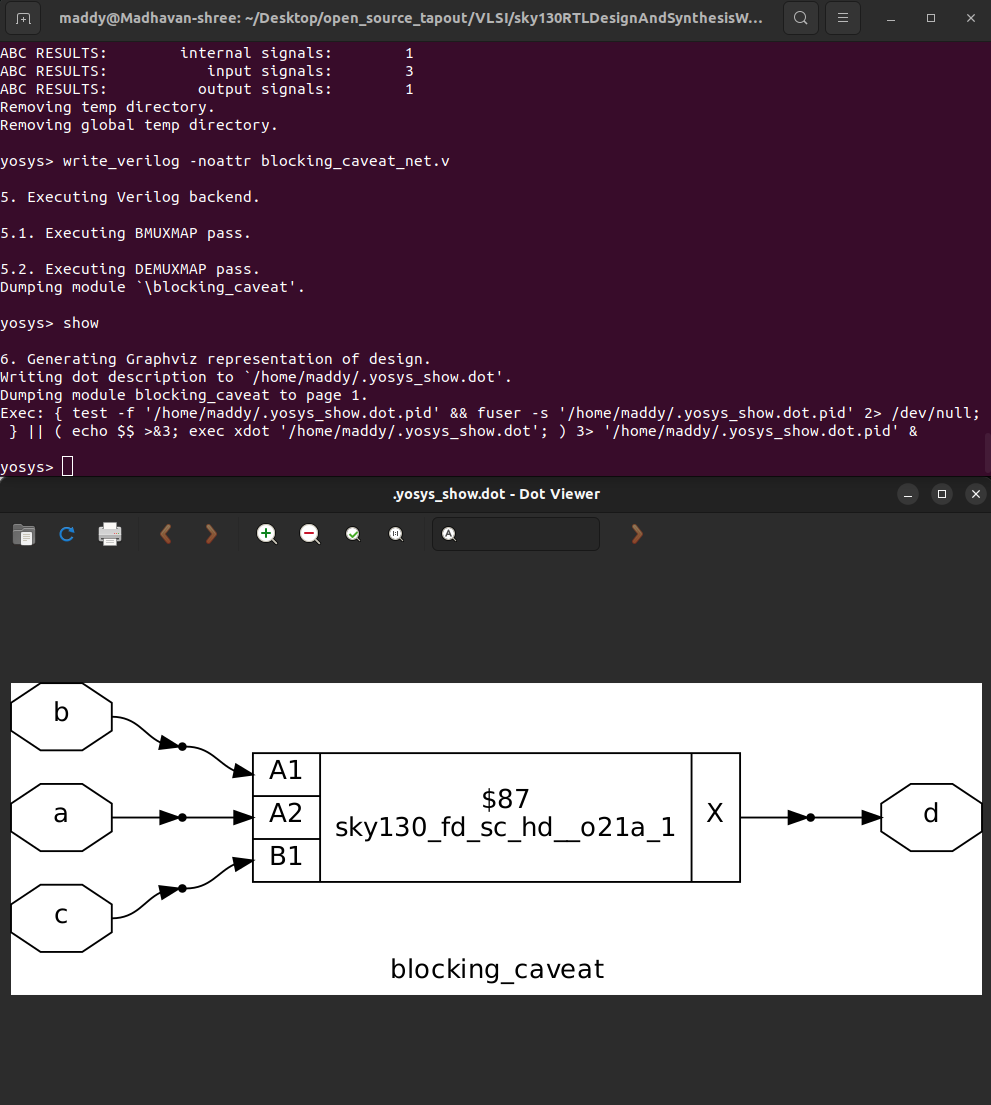 maddy@Madhavan-shree: ~/Desktop/open_source_tapout/VLSI/sky130RTLDesignAndSynthesisW...
ABC RESULTS:        internal signals:        1
ABC RESULTS:           input signals:        3
ABC RESULTS:          output signals:        1
Removing temp directory.
Removing global temp directory.
yosys> write_verilog -noattr blocking_caveat_net.v
5. Executing Verilog backend.
5.1. Executing BMUXMAP pass.
5.2. Executing DEMUXMAP pass.
Dumping module `\blocking_caveat'.
yosys> show
6. Generating Graphviz representation of design.
Writing dot description to `/home/maddy/.yosys_show.dot'.
Dumping module blocking_caveat to page 1.
Exec: { test -f '/home/maddy/.yosys_show.dot.pid' && fuser -s '/home/maddy/.yosys_show.dot.pid' 2> /dev/null;
 } || ( echo $$ >&3; exec xdot '/home/maddy/.yosys_show.dot'; ) 3> '/home/maddy/.yosys_show.dot.pid' &
yosys>
.yosys_show.dot - Dot Viewer
b
a
c
A1
A2
B1
$87
sky130_fd_sc_hd__o21a_1
X
d
blocking_caveat